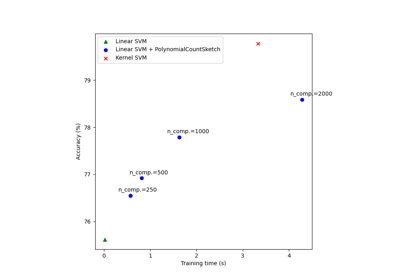 Linear SVM
Linear SVM + PolynomialCountSketch
Kernel SVM
79
n_comp.=2000
78
n_comp.=1000
77
n_comp.=500
n_comp.=250
76
Accuracy (%)
0 1 2 3 4
Training time (s)